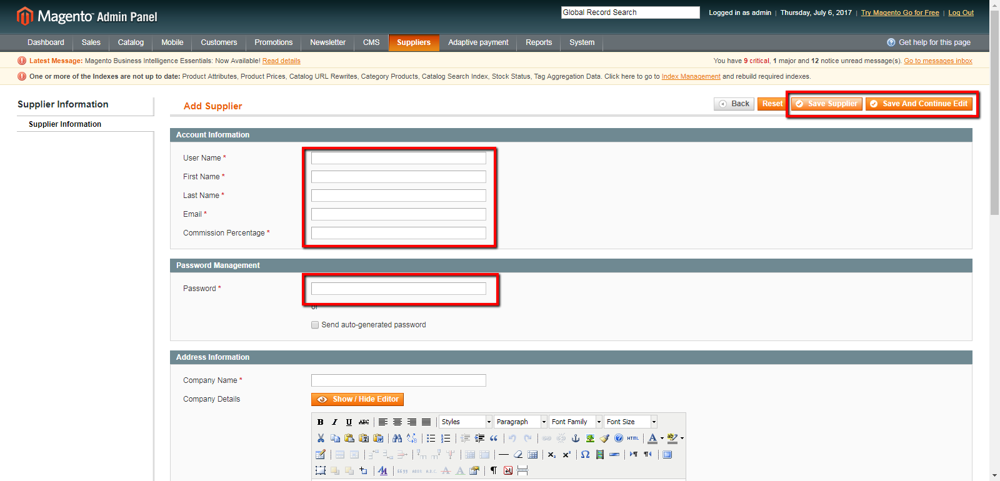 Magento™ Admin Panel
Global Record Search
Logged in as admin | Thursday, July 6, 2017 | Try Magento Go for Free | Log Out
Dashboard Sales Catalog Mobile Customers Promotions Newsletter CMS Suppliers Adaptive payment Reports System Get help for this page
Latest Message: Magento Business Intelligence Essentials: Now Available! Read details
You have 9 critical, 1 major and 12 notice unread message(s). Go to messages inbox
One or more of the Indexes are not up to date: Product Attributes, Product Prices, Catalog URL Rewrites, Category Products, Catalog Search Index, Stock Status, Tag Aggregation Data. Click here to go to Index Management and rebuild required indexes.
Supplier Information
Supplier Information
Add Supplier
Back Reset Save Supplier Save And Continue Edit
Account Information
User Name *
First Name *
Last Name *
Email *
Commission Percentage *
Password Management
Password *
or
Send auto-generated password
Address Information
Company Name *
Company Details
Show / Hide Editor
B I U ABC Styles Paragraph Font Family Font Size
HTML